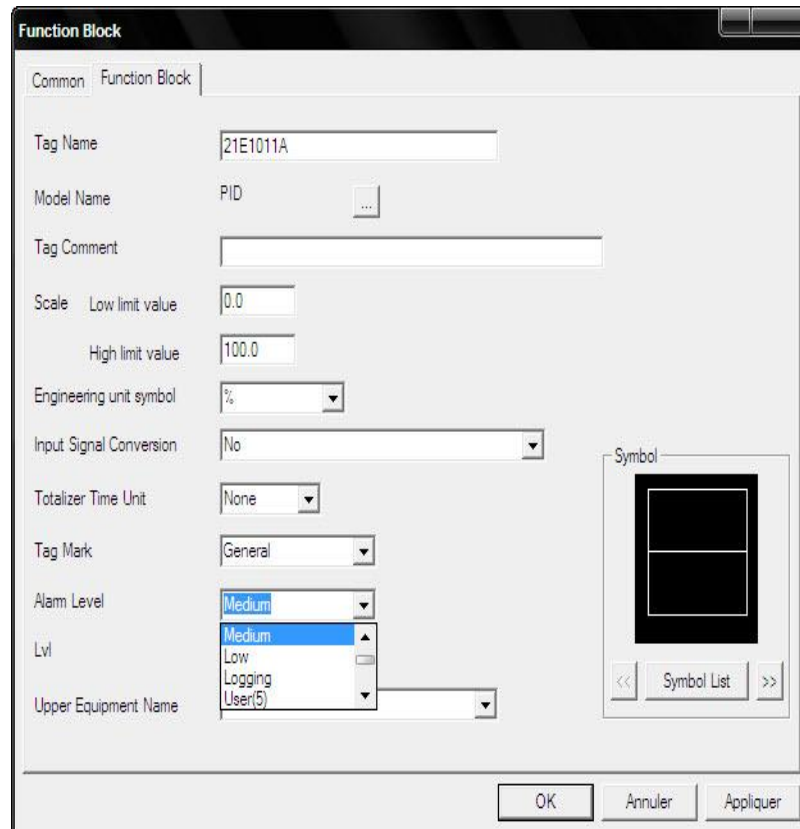 Function Block
Common Function Block
Tag Name 21E1011A
Model Name PID ...
Tag Comment
Scale Low limit value 0.0
High limit value 100.0
Engineering unit symbol %
Input Signal Conversion No
Symbol
Totalizer Time Unit None
Tag Mark General
Alarm Level Medium
Medium
Low
Lvl
Logging
User(5)
<< Symbol List >>
Upper Equipment Name
OK Annuler Appliquer